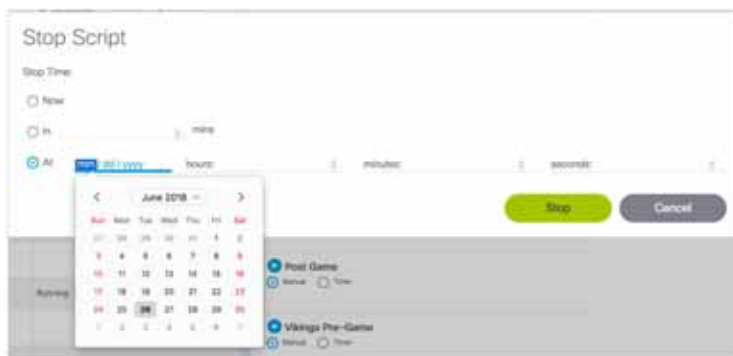 Stop Script
Stop Time:
Now
In mins
At mm / dd / yyyy hours: minutes: seconds:
June 2018
Stop Cancel
Sun Mon Tue Wed Thu Fri Sat
27 28 29 30 31 1 2
3 4 5 6 7 8 9
10 11 12 13 14 15 16
17 18 19 20 21 22 23
24 25 26 27 28 29 30
1 2 3 4 5 6 7
Post Game
Running
Manual Timer
Vikings Pre-Game
Manual Timer